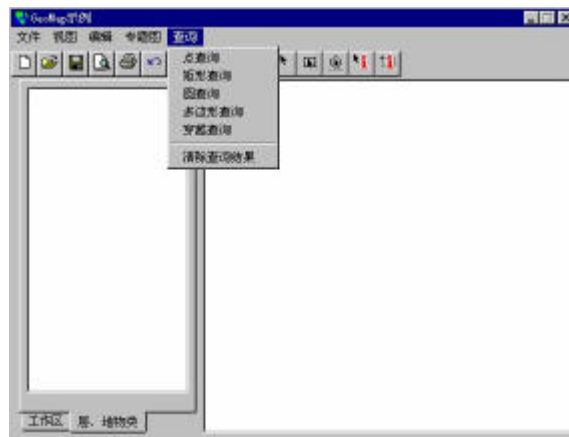 GeoMap示例
文件 视图 编辑 专题图 查询
点查询
矩形查询
圆查询
多边形查询
穿越查询
清除查询结果
工作区 层、地物类